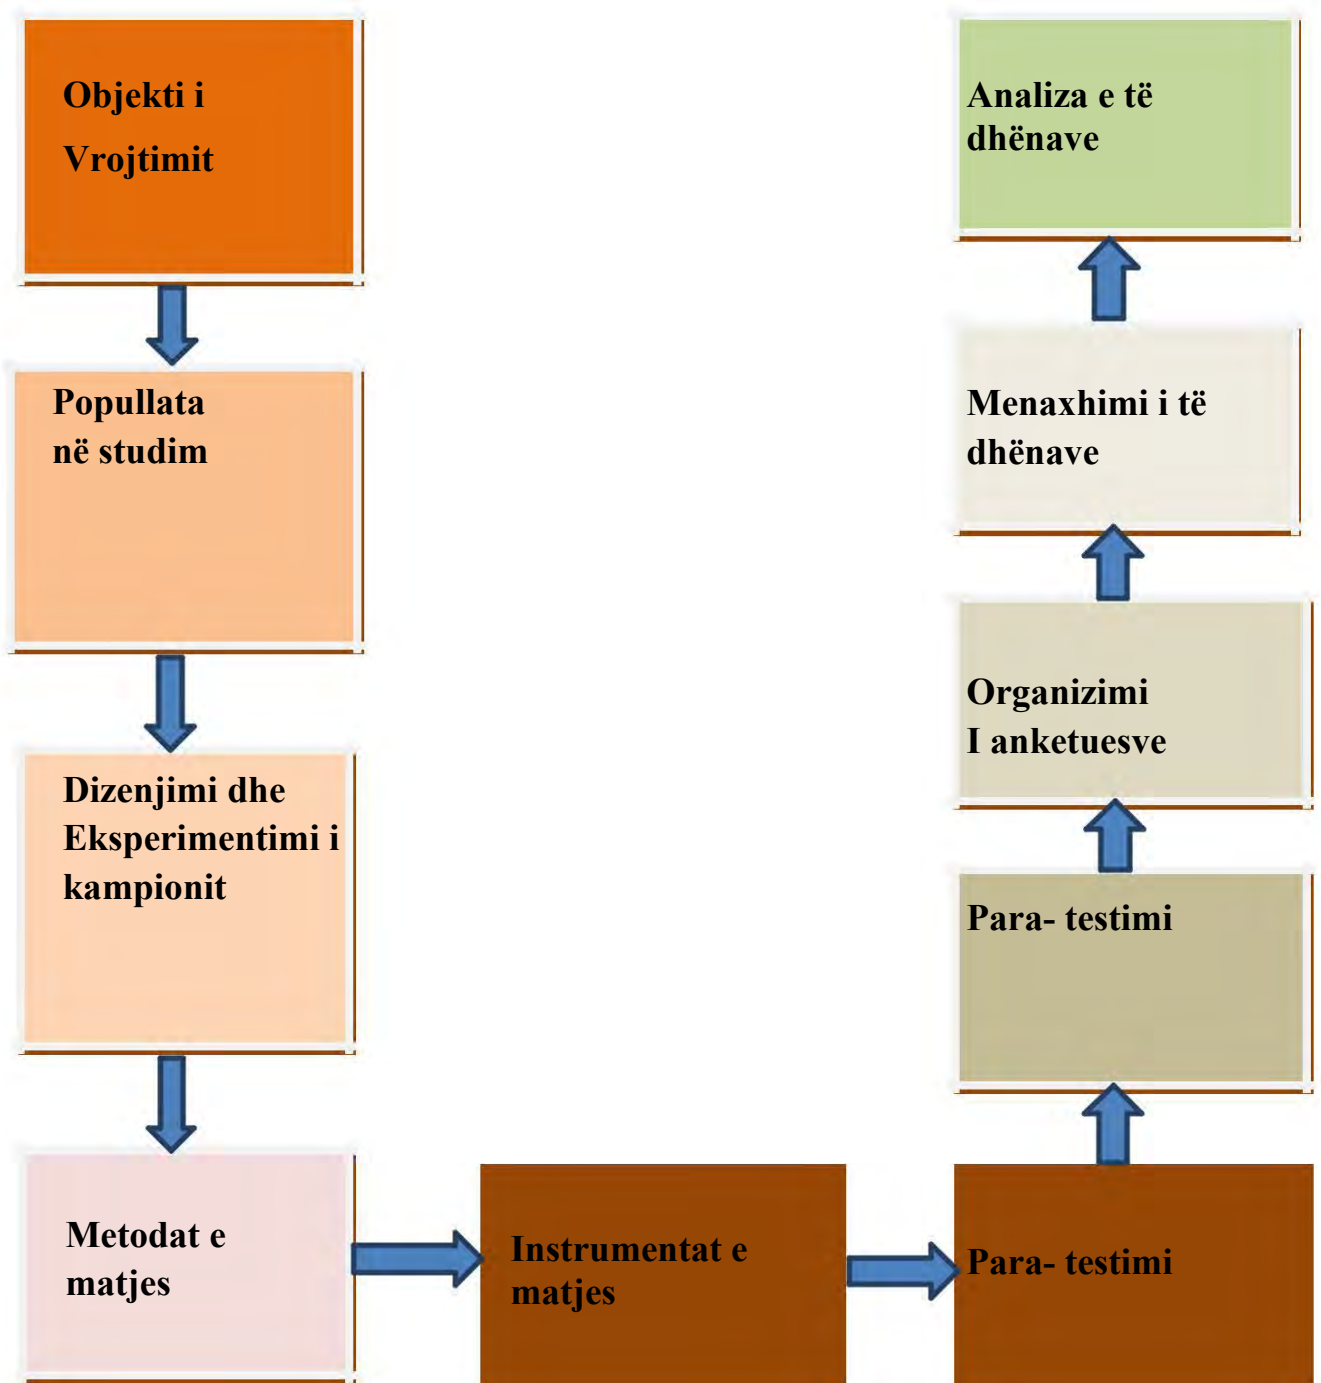 Objekti i
Vrojtimit
Popullata
në studim
Dizenjimi dhe
Eksperimentimi i
kampionit
Metodat e
matjes
Instrumentat e
matjes
Para- testimi
Para- testimi
Organizimi
I anketuesve
Menaxhimi i të
dhënave
Analiza e të
dhënave